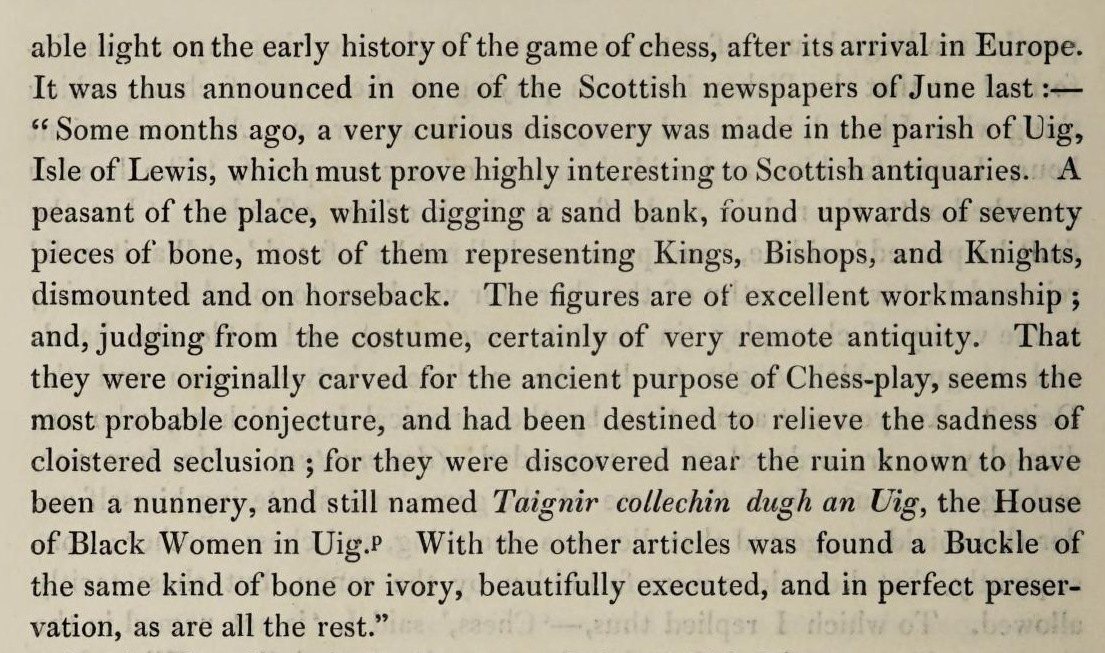 able light on the early history of the game of chess, after its arrival in Europe.
It was thus announced in one of the Scottish newspapers of June last :—
“ Some months ago, a very curious discovery was made in the parish of Uig,
Isle of Lewis, which must prove highly interesting to Scottish antiquaries. A
peasant of the place, whilst digging a sand bank, found upwards of seventy
pieces of bone, most of them representing Kings, Bishops, and Knights,
dismounted and on horseback. The figures are of excellent workmanship ;
and, judging from the costume, certainly of very remote antiquity. That
they were originally carved for the ancient purpose of Chess-play, seems the
most probable conjecture, and had been destined to relieve the sadness of
cloistered seclusion ; for they were discovered near the ruin known to have
been a nunnery, and still named Taignir collechin dugh an Uig, the House
of Black Women in Uig.p With the other articles was found a Buckle of
the same kind of bone or ivory, beautifully executed, and in perfect preser-
vation, as are all the rest.”